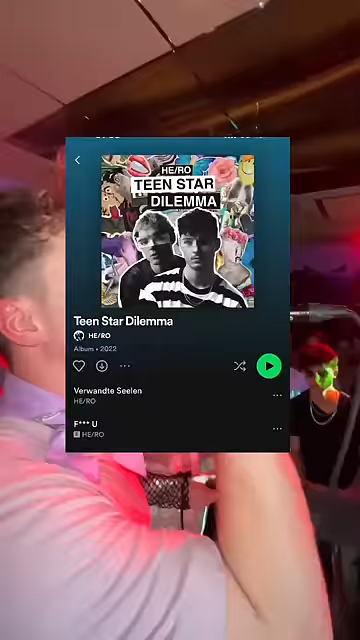 HE/RO
TEEN STAR
DILEMMA
Teen Star Dilemma
HE/RO
Album • 2022
Verwandte Seelen
HE/RO
F*** U
E HE/RO